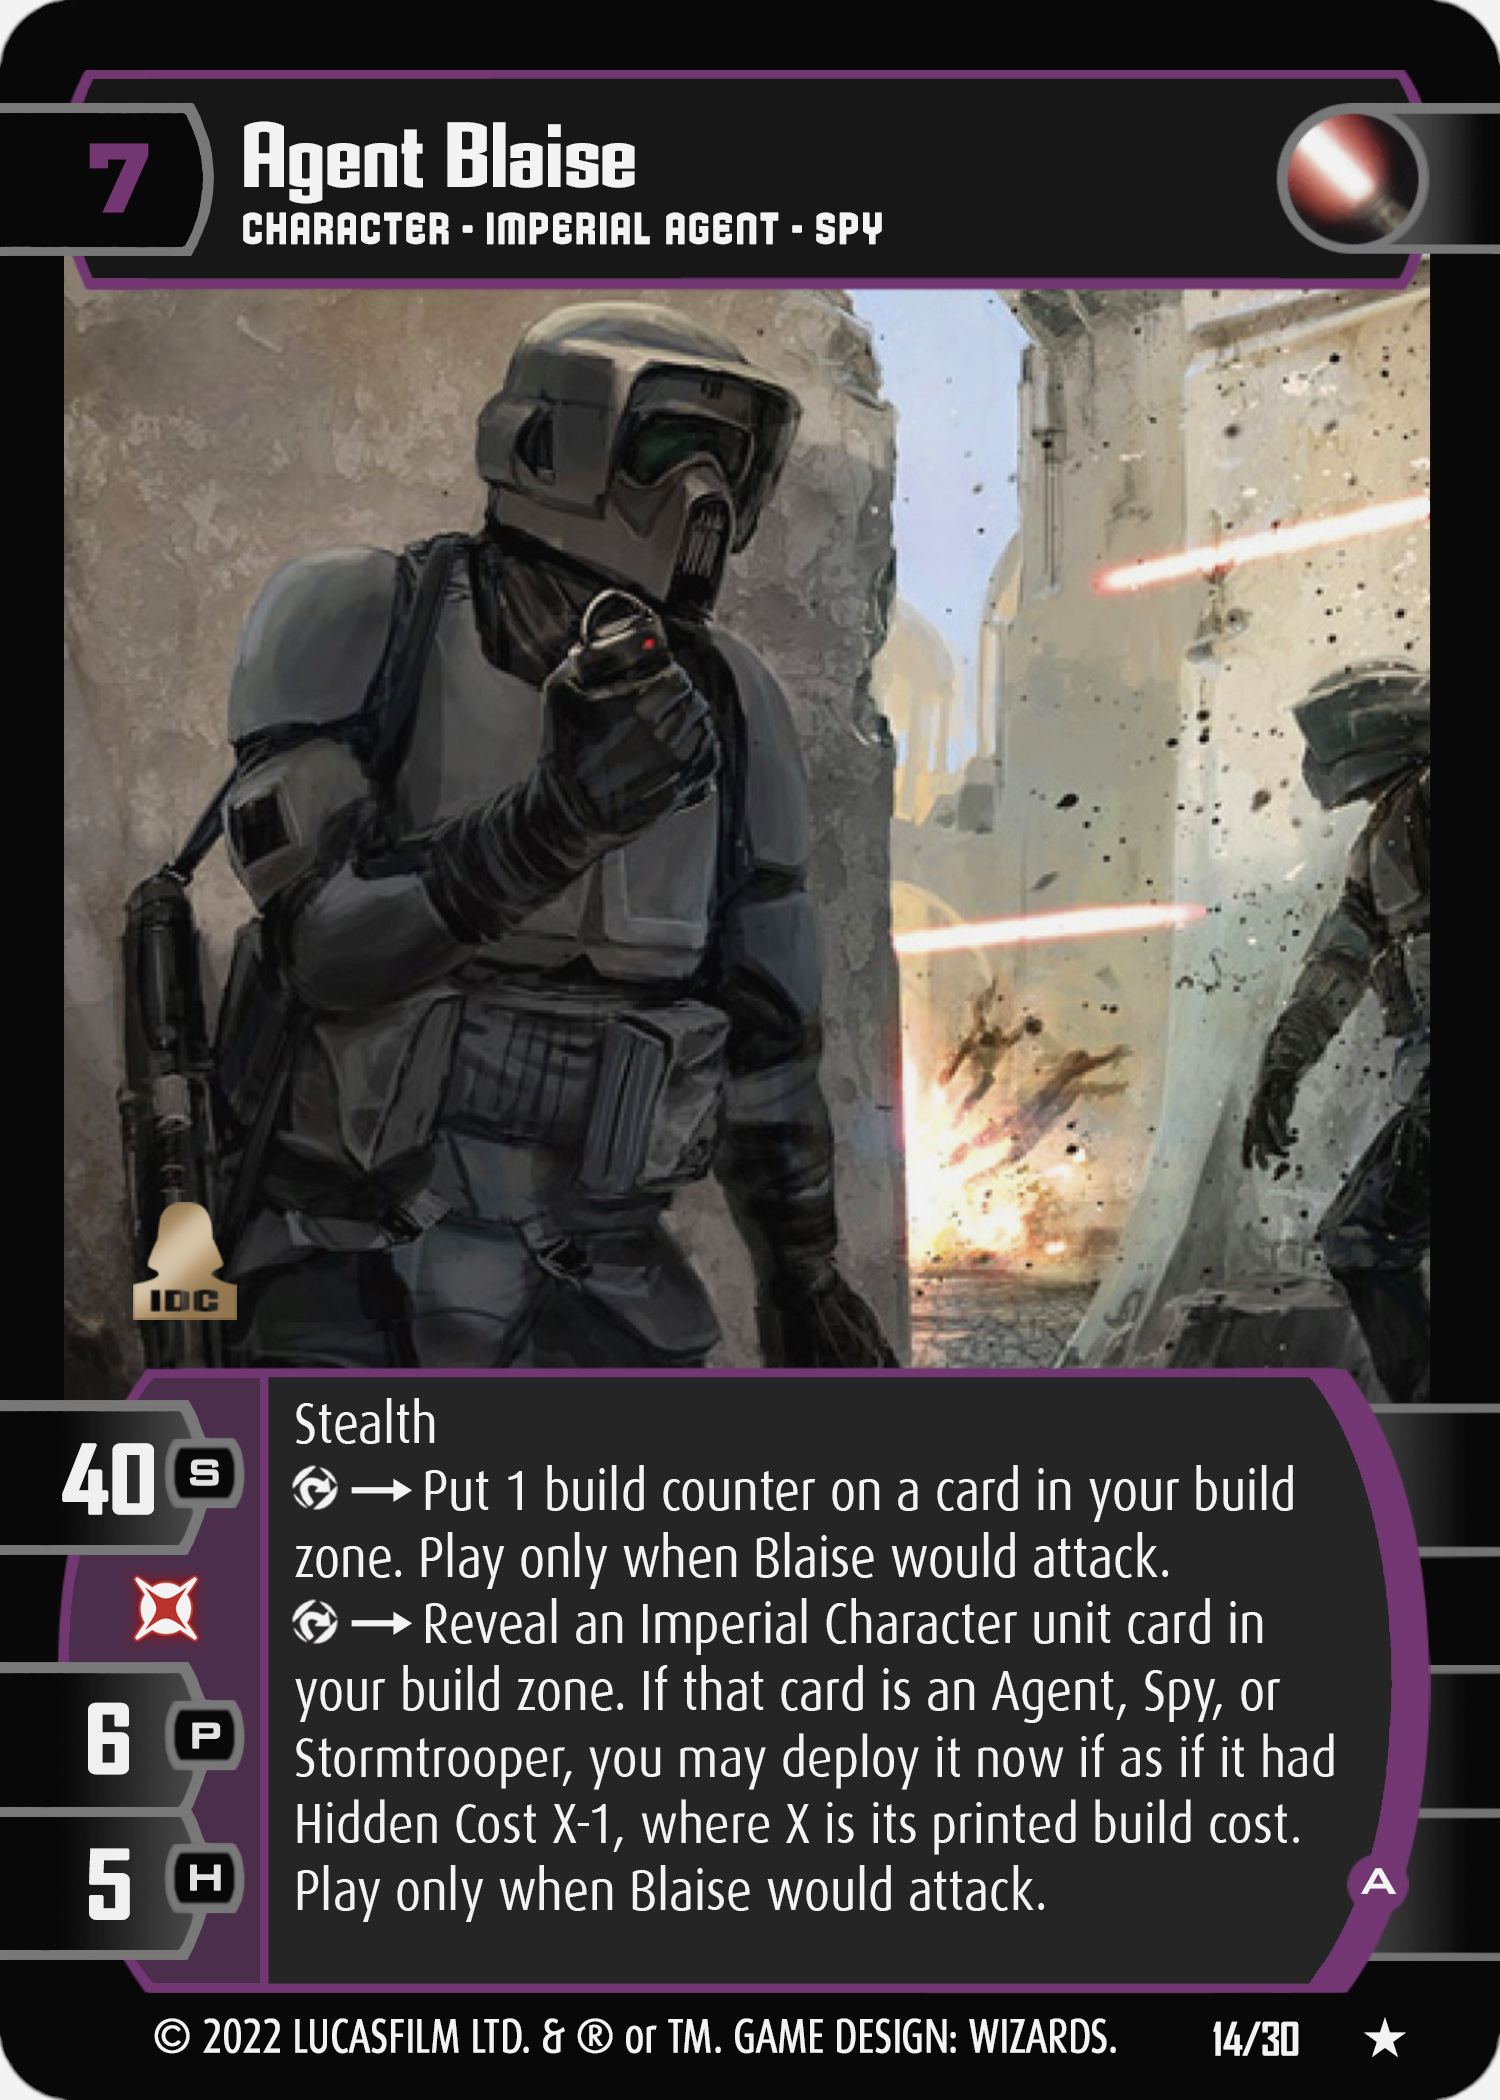 7
Agent Blaise
CHARACTER - IMPERIAL AGENT - SPY
IDC
40 S
6 P
5 H
Stealth
→ Put 1 build counter on a card in your build
zone. Play only when Blaise would attack.
→ Reveal an Imperial Character unit card in
your build zone. If that card is an Agent, Spy, or
Stormtrooper, you may deploy it now if as if it had
Hidden Cost X-1, where X is its printed build cost.
Play only when Blaise would attack.
A
© 2022 LUCASFILM LTD. & ® or TM. GAME DESIGN: WIZARDS. 14/30 ★